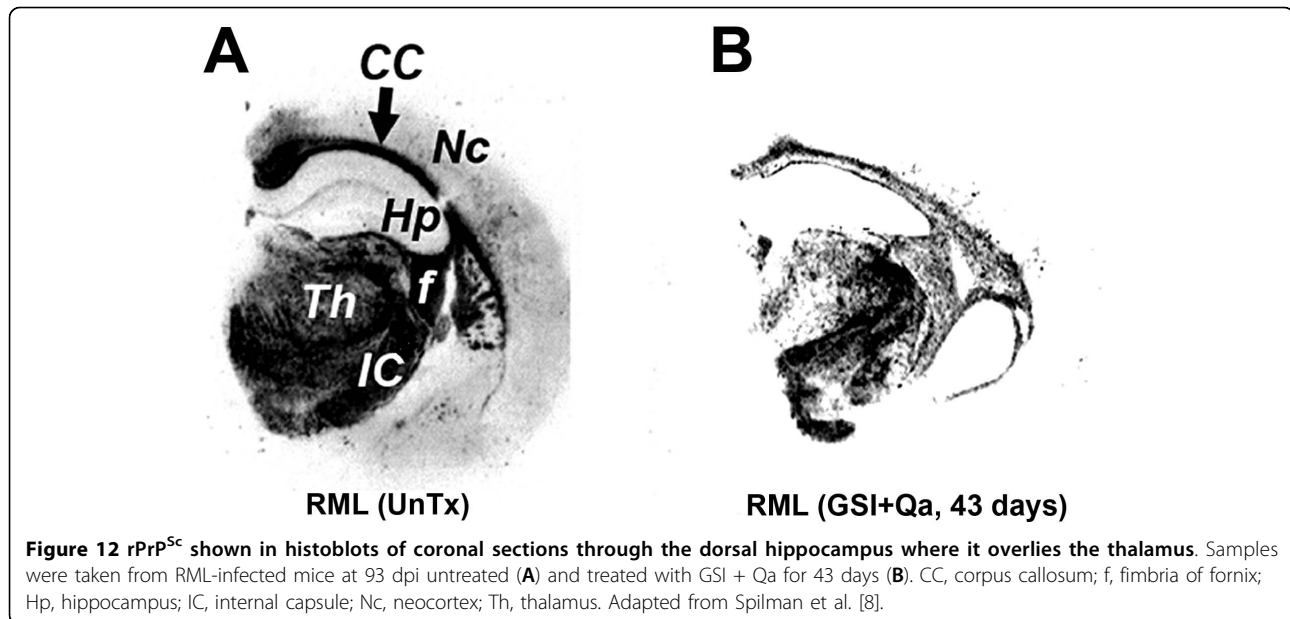 A
B
CC
Nc
Hp
f
Th
IC
RML (UnTx)
RML (GSI+Qa, 43 days)
Figure 12 rPrP^Sc shown in histoblots of coronal sections through the dorsal hippocampus where it overlies the thalamus. Samples
were taken from RML-infected mice at 93 dpi untreated (A) and treated with GSI + Qa for 43 days (B). CC, corpus callosum; f, fimbria of fornix;
Hp, hippocampus; IC, internal capsule; Nc, neocortex; Th, thalamus. Adapted from Spilman et al. [8].